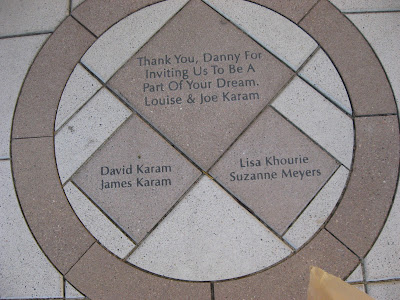 Thank You, Danny For
Inviting Us To Be A
Part Of Your Dream.
Louise & Joe Karam
David Karam
James Karam
Lisa Khourie
Suzanne Meyers